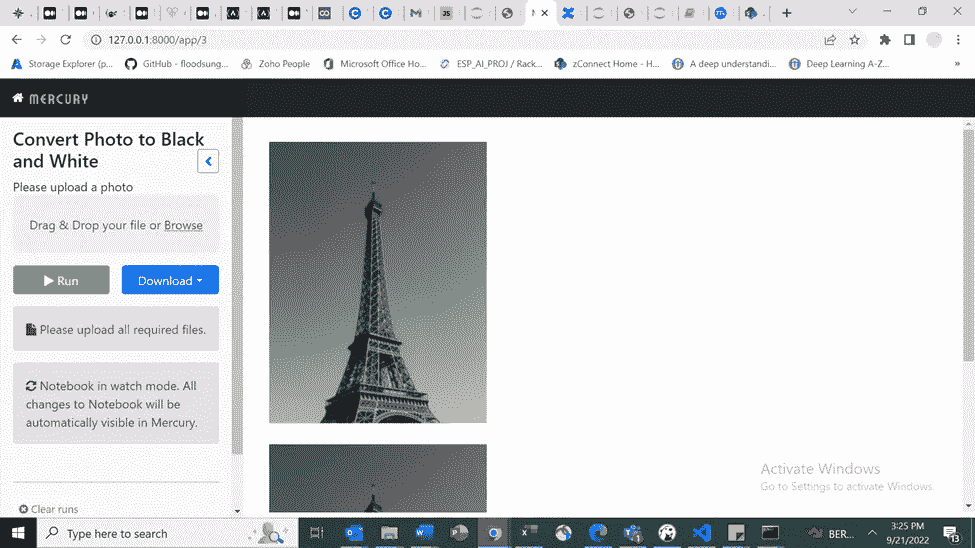 127.0.0.1:8000/app/3
Storage Explorer (p...
GitHub - floodsung...
Zoho People
Microsoft Office Ho...
ESP_AI_PROJ / Rack...
zConnect Home - H...
A deep understandi...
Deep Learning A-Z...
»
MERCURY
Convert Photo to Black
and White
Please upload a photo
Drag & Drop your file or Browse
Run
Download
Please upload all required files.
Notebook in watch mode. All
changes to Notebook will be
automatically visible in Mercury.
Clear runs
Activate Windows
Go to Settings to activate Windows.
Type here to search
BER...
3:25 PM
9/21/2022
13